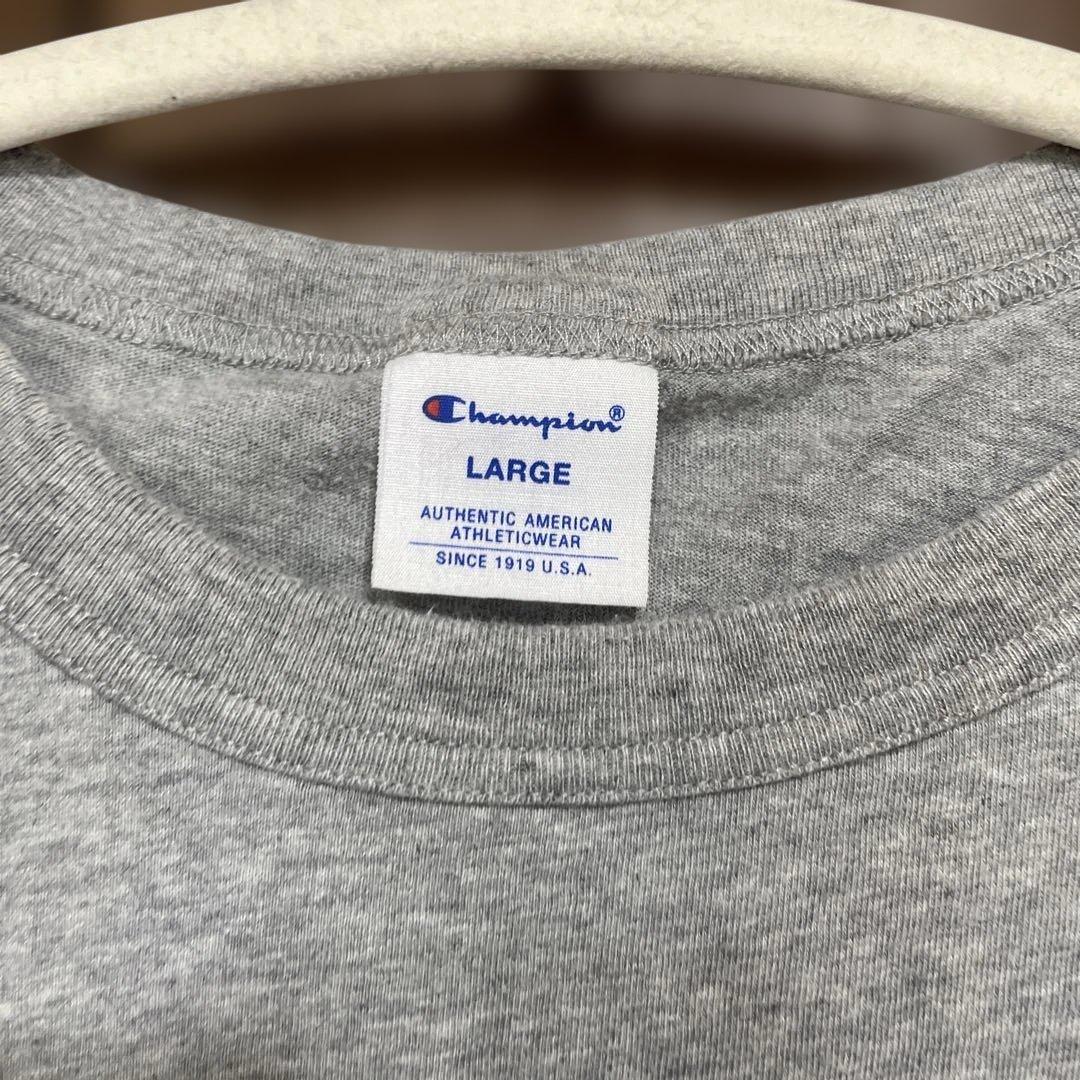 Champion®
LARGE
AUTHENTIC AMERICAN
ATHLETICWEAR
SINCE 1919 U.S.A.